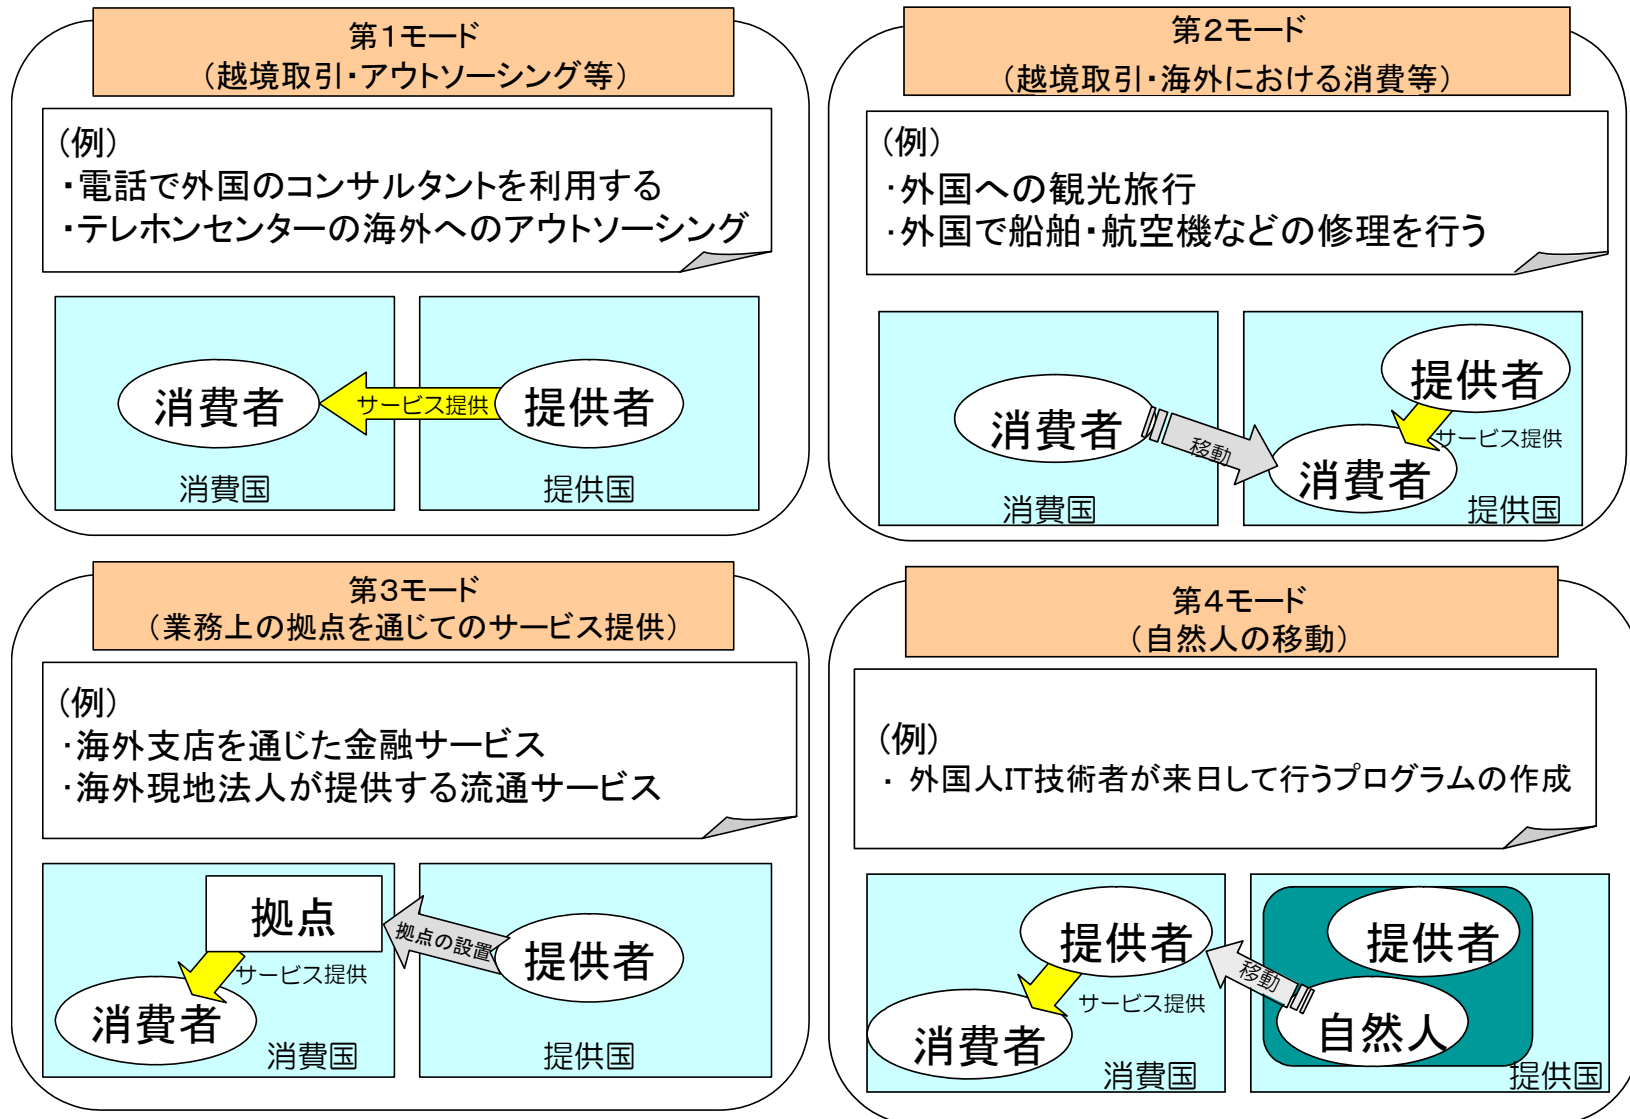 第１モード
（越境取引・アウトソーシング等）
（例）
・電話で外国のコンサルタントを利用する
・テレホンセンターの海外へのアウトソーシング
消費者
サービス提供
提供者
消費国
提供国
第２モード
（越境取引・海外における消費等）
（例）
・外国への観光旅行
・外国で船舶・航空機などの修理を行う
消費者
移動
提供者
サービス提供
消費者
消費国
提供国
第３モード
（業務上の拠点を通じてのサービス提供）
（例）
・海外支店を通じた金融サービス
・海外現地法人が提供する流通サービス
拠点
拠点の設置
提供者
サービス提供
消費者
消費国
提供国
第４モード
（自然人の移動）
（例）
・ 外国人IT技術者が来日して行うプログラムの作成
提供者
移動
提供者
サービス提供
消費者
自然人
消費国
提供国